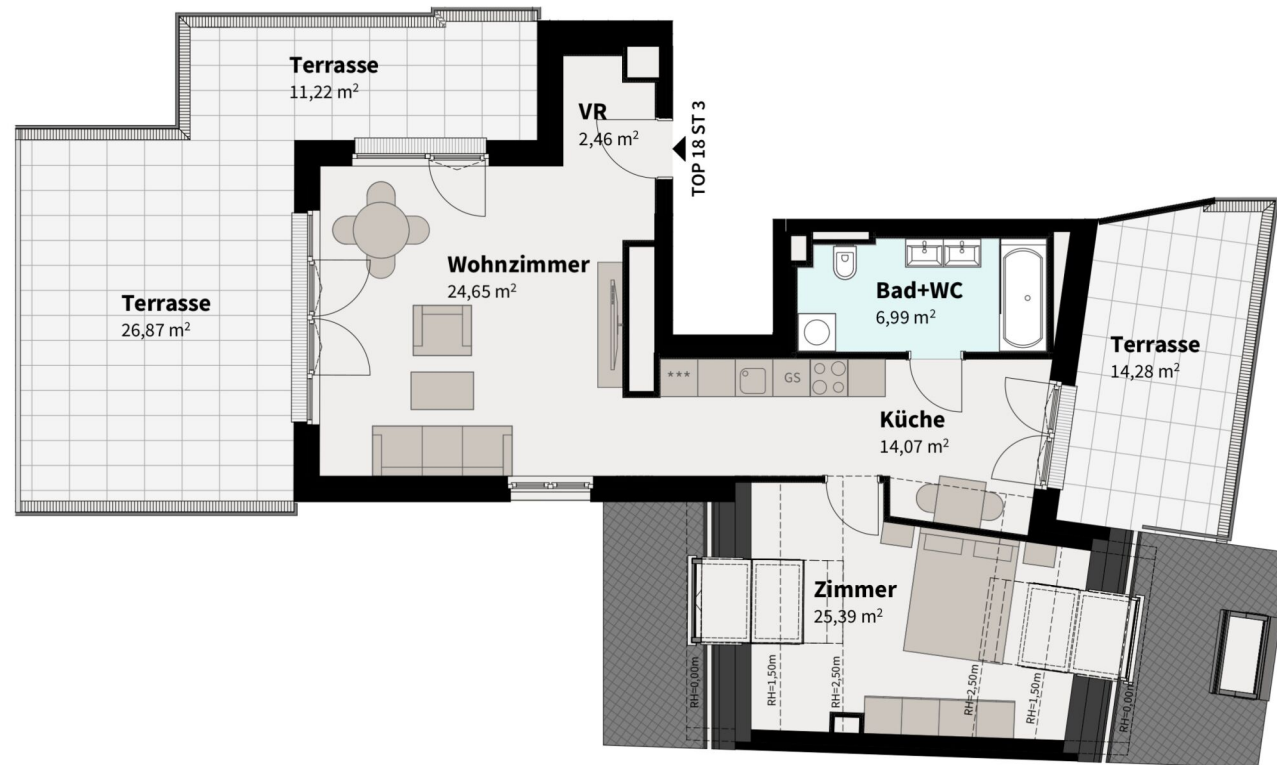 Terrasse
11,22 m²
VR
2,46 m²
TOP 18 ST 3
Wohnzimmer
24,65 m²
Terrasse
26,87 m²
Bad+WC
6,99 m²
Terrasse
14,28 m²
***
GS
Küche
14,07 m²
Zimmer
25,39 m²
RH=0,00m
RH=1,50m
RH=2,50m
RH=2,50m
RH=1,50m
RH=0,00m